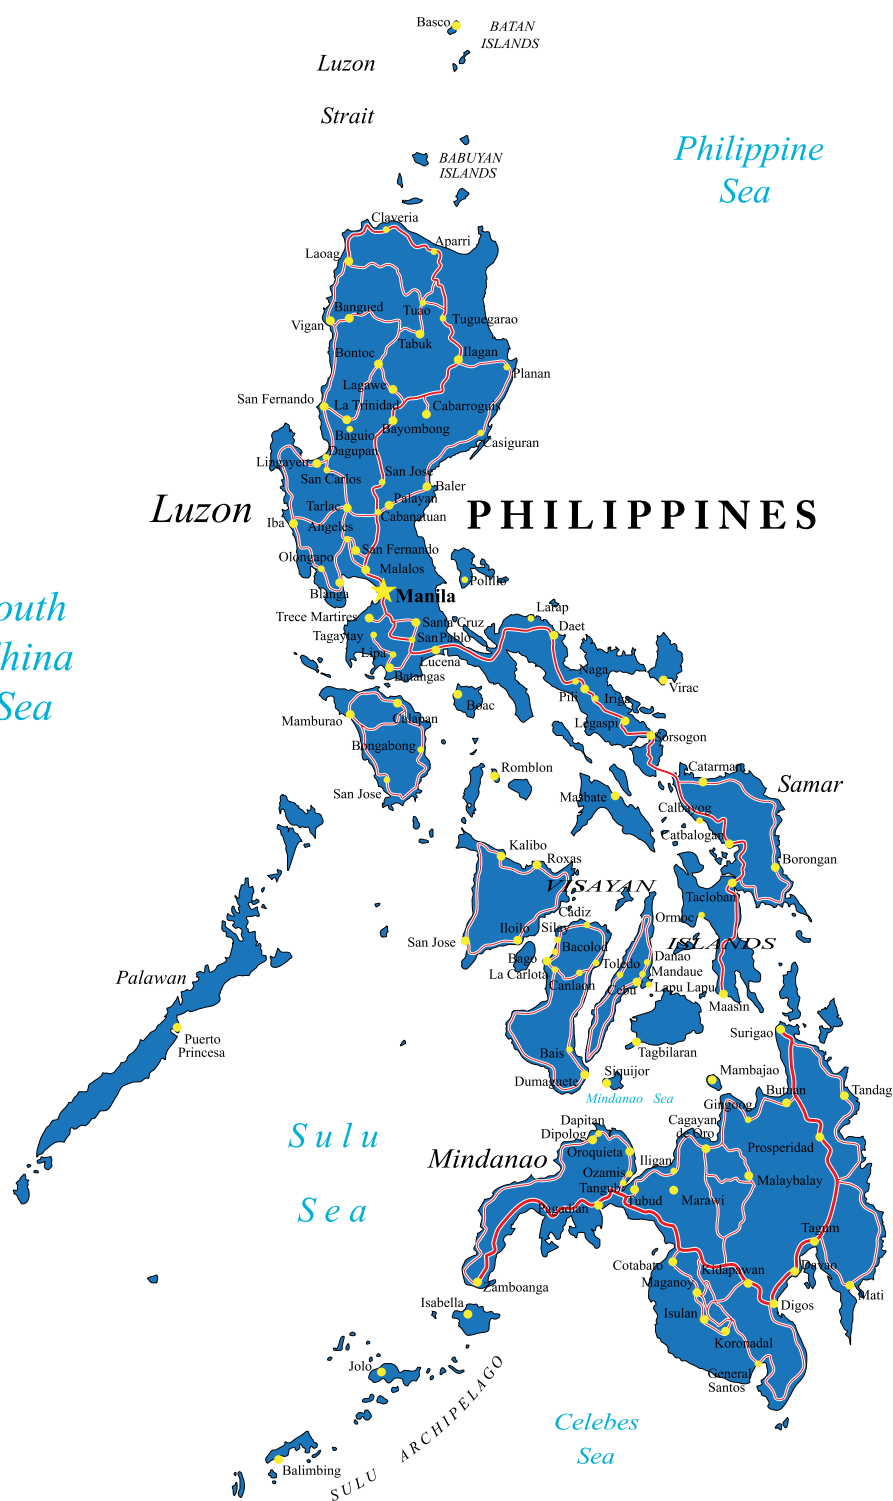 Basco
BATAN
ISLANDS
Luzon
Strait
Philippine
Sea
BABUYAN
ISLANDS
Claveria
Aparri
Laoag
Bangued
Tuao
Vigan
Tuguegarao
Tabuk
Bontoc
Ilagan
Planan
Lagawe
San Fernando
La Trinidad
Cabarroguis
Baguio
Bayombong
Casiguran
Dagupan
Lingayen
San Carlos
San Jose
Baler
Tarlac
Palayan
Luzon
PHILIPPINES
Iba
Angeles
Cabanatuan
San Fernando
Olongapo
Malalos
Polillo
Blanga
Manila
outh
hina
Sea
Larap
Trece Martires
Santa Cruz
Daet
Tagaytay
San Pablo
Lipa
Lucena
Batangas
Naga
Virac
Pili
Iriga
Boac
Mamburao
Calapan
Legaspi
Sorsogon
Bongabong
Romblon
Catarman
San Jose
Masbate
Samar
Calbayog
Catbalogan
Kalibo
Roxas
Borongan
VISAYAN
Tacloban
Cadiz
Ormoc
Iloilo
Silay
San Jose
Bacolod
ISLANDS
Bago
Toledo
Danao
La Carlota
Mandaue
Palawan
Canlaon
Cebu
Lapu Lapu
Maasin
Puerto
Princesa
Surigao
Bais
Tagbilaran
Dumaguete
Siquijor
Mambajao
Mindanao Sea
Butuan
Tandag
Gingoog
Sulu
Sea
Dapitan
Dipolog
Cagayan
de Oro
Oroquieta
Prosperidad
Mindanao
Iligan
Ozamis
Tangub
Malaybalay
Tubud
Marawi
Pagadian
Tagum
Cotabato
Kidapawan
Davao
Zamboanga
Maganoy
Mati
Isabella
Isulan
Digos
Koronadal
Jolo
General
Santos
SULU ARCHIPELAGO
Celebes
Sea
Balimbing